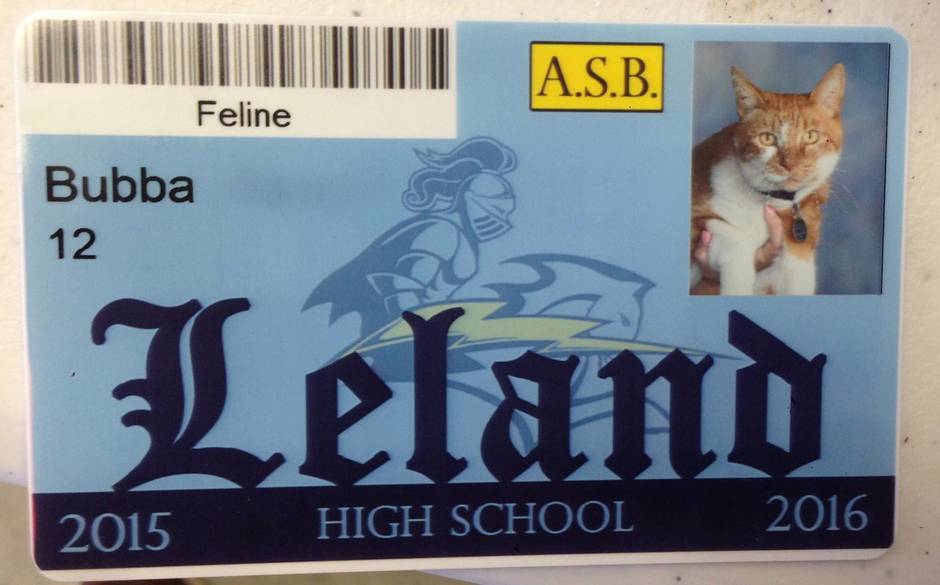 Feline
A.S.B.
Bubba
12
Leland
2015 HIGH SCHOOL 2016